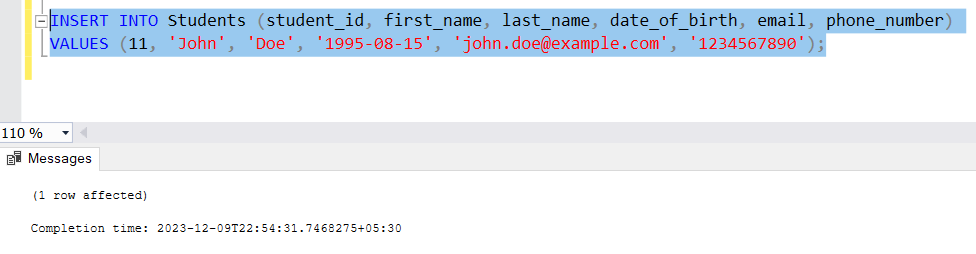 INSERT INTO Students (student_id, first_name, last_name, date_of_birth, email, phone_number)
VALUES (11, 'John', 'Doe', '1995-08-15', 'john.doe@example.com', '1234567890');
110 %
Messages
(1 row affected)
Completion time: 2023-12-09T22:54:31.7468275+05:30